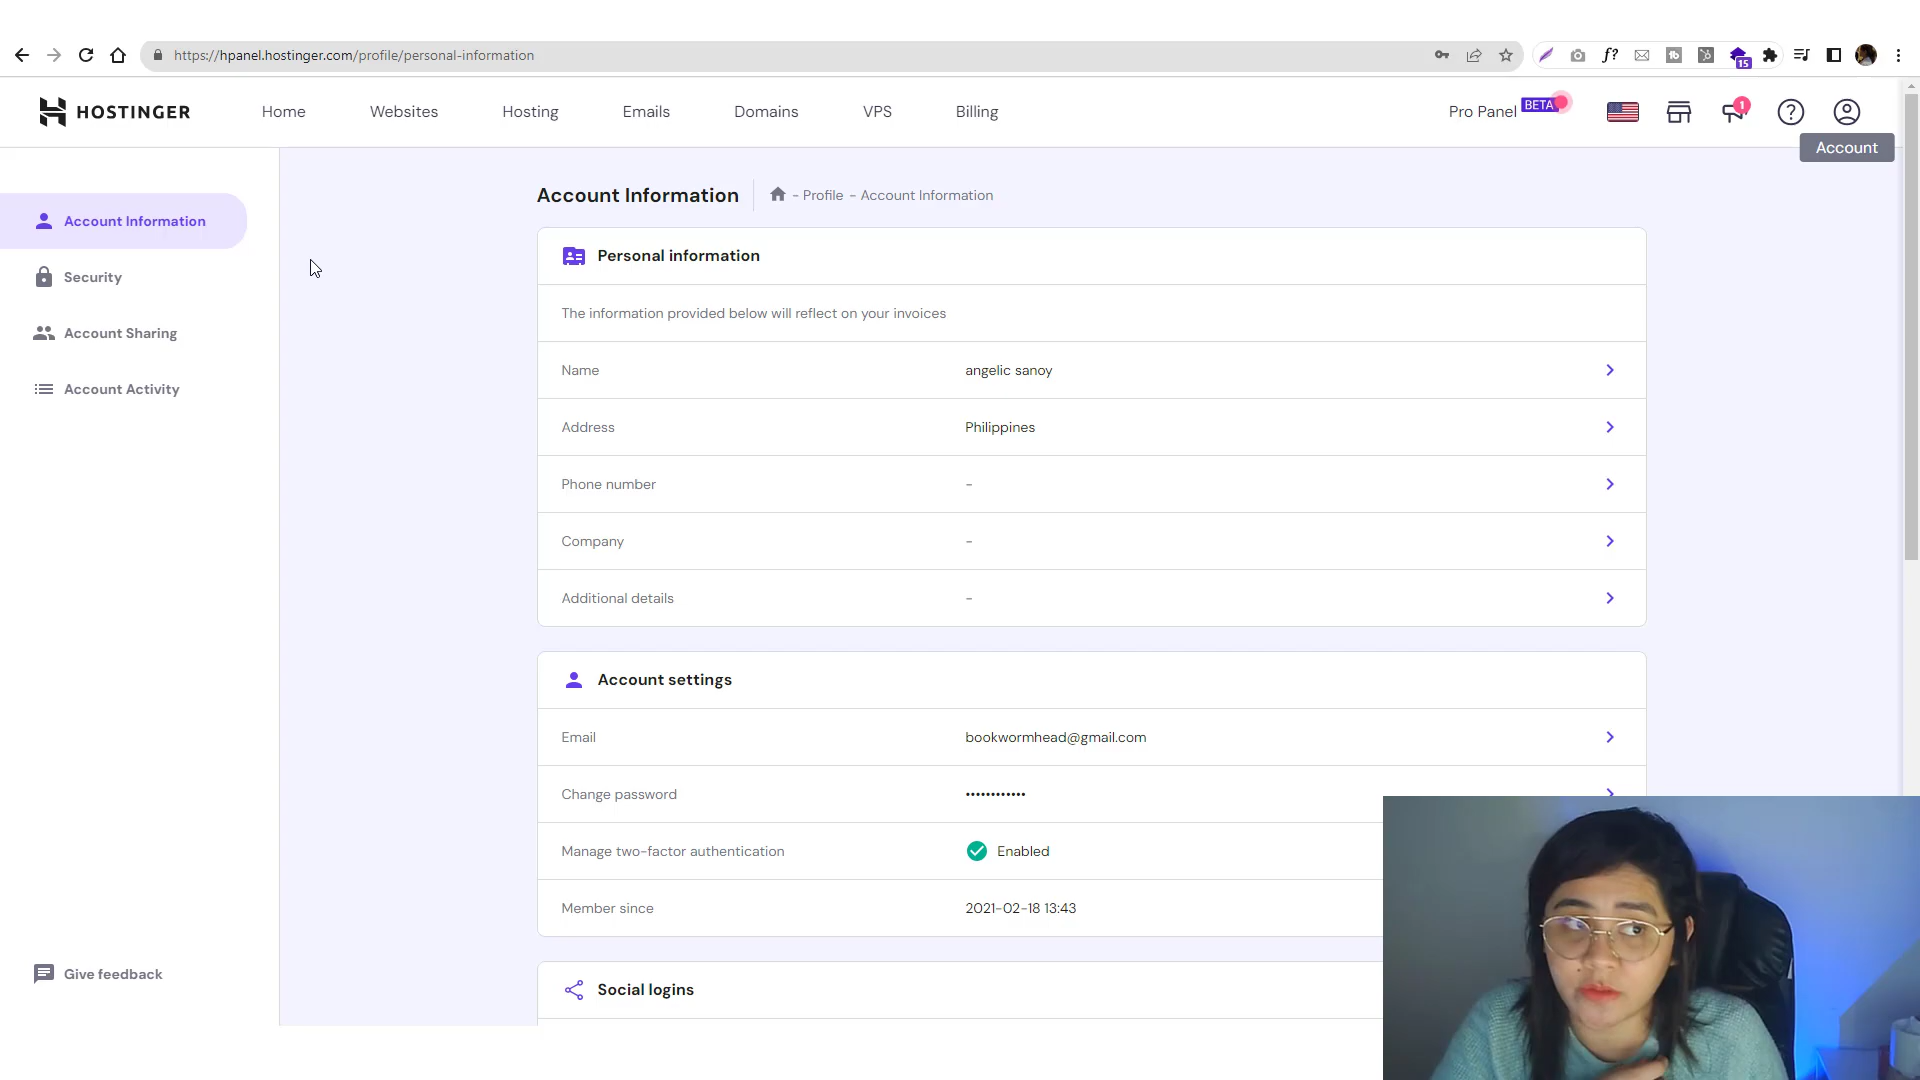 https://hpanel.hostinger.com/profile/personal-information
f?
15
HOSTINGER
Home
Websites
Hosting
Emails
Domains
VPS
Billing
Pro Panel BETA
1
Account
Account Information
Security
Account Sharing
Account Activity
Give feedback
Account Information
- Profile - Account Information
Personal information
The information provided below will reflect on your invoices
Name angelic sanoy
Address Philippines
Phone number -
Company -
Additional details -
Account settings
Email bookwormhead@gmail.com
Change password ••••••••••••
Manage two-factor authentication Enabled
Member since 2021-02-18 13:43
Social logins